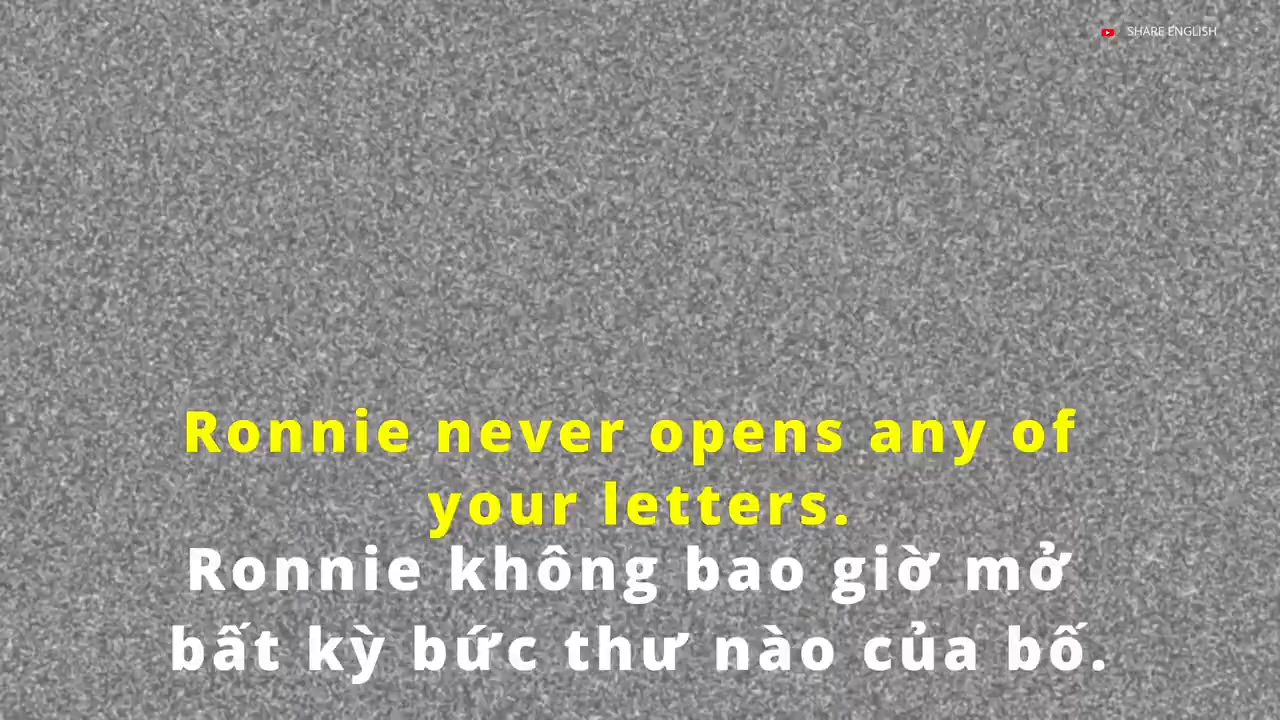 SHARE ENGLISH
Ronnie never opens any of
your letters.
Ronnie không bao giờ mở
bất kỳ bức thư nào của bố.